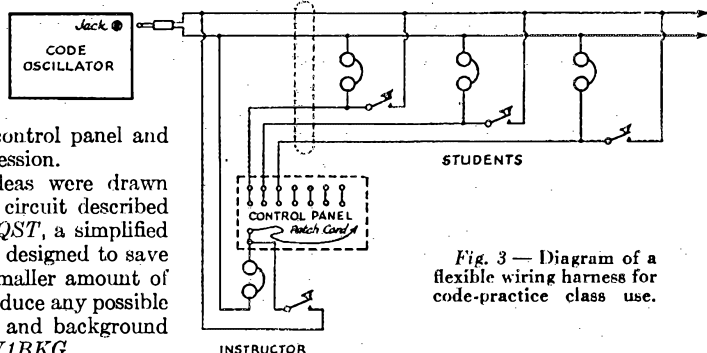 Jack
CODE
OSCILLATOR
control panel and
ession.
deas were drawn
circuit described
QST, a simplified
designed to save
maller amount of
duce any possible
and background
STUDENTS
CONTROL PANEL
Patch Cord
INSTRUCTOR
Fig. 3 — Diagram of a
flexible wiring harness for
code-practice class use.